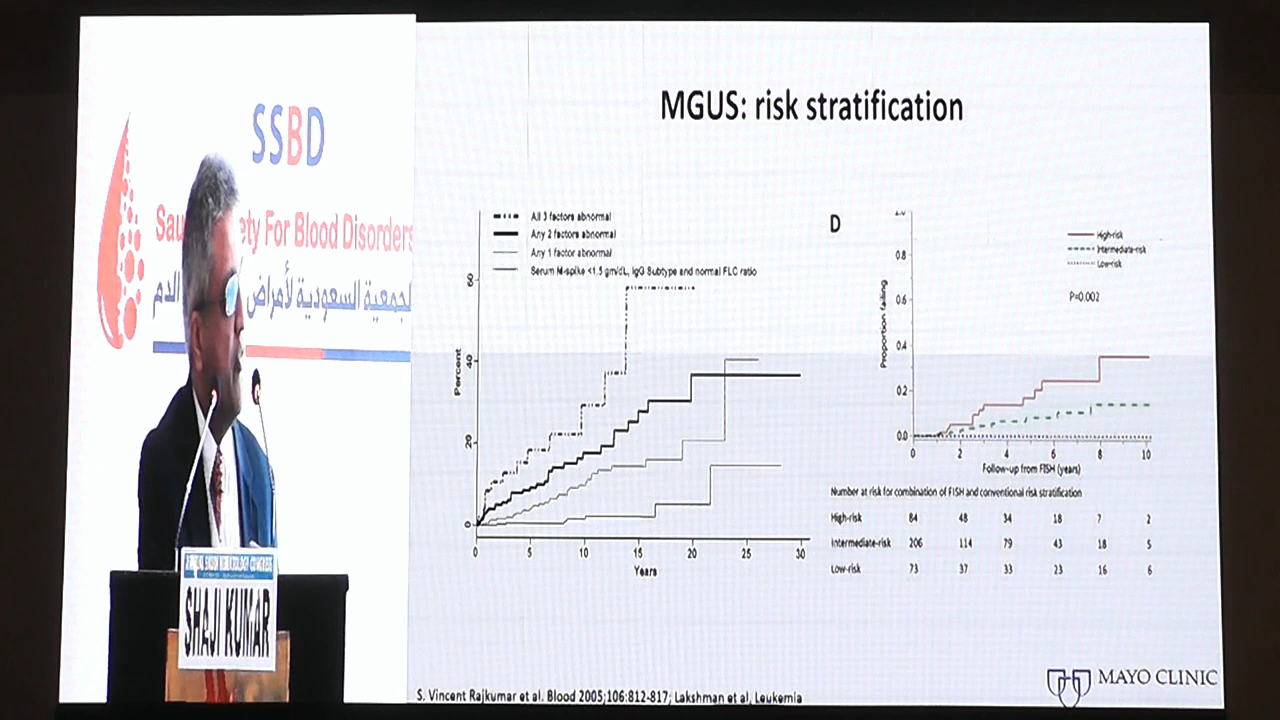 SSBD
Sau ety For Blood Disorders
الجمعية السعودية لأمراض الدم
SHAJI KUMAR
MGUS: risk stratification
All 3 factors abnormal
Any 2 factors abnormal
Any 1 factor abnormal
Serum M-spike <1.5 gm/dL, IgG Subtype and normal FLC ratio
Percent
60
40
20
0
0 5 10 15 20 25 30
Years
D
High-risk
Intermediate-risk
Low-risk
P=0.002
Proportion failing
0.8
0.6
0.4
0.2
0.0
0 2 4 6 8 10
Follow-up from FISH (years)
Number at risk for combination of FISH and conventional risk stratification
High-risk 84 48 34 18 7 2
Intermediate-risk 206 114 79 43 18 5
Low-risk 73 37 33 23 16 6
S. Vincent Rajkumar et al. Blood 2005;106:812-817; Lakshman et al, Leukemia
MAYO CLINIC